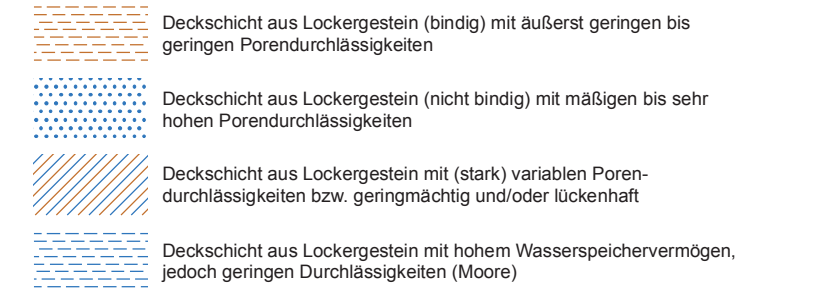 Deckschicht aus Lockergestein (bindig) mit äußerst geringen bis
geringen Porendurchlässigkeiten
Deckschicht aus Lockergestein (nicht bindig) mit mäßigen bis sehr
hohen Porendurchlässigkeiten
Deckschicht aus Lockergestein mit (stark) variablen Poren-
durchlässigkeiten bzw. geringmächtig und/oder lückenhaft
Deckschicht aus Lockergestein mit hohem Wasserspeichervermögen,
jedoch geringen Durchlässigkeiten (Moore)